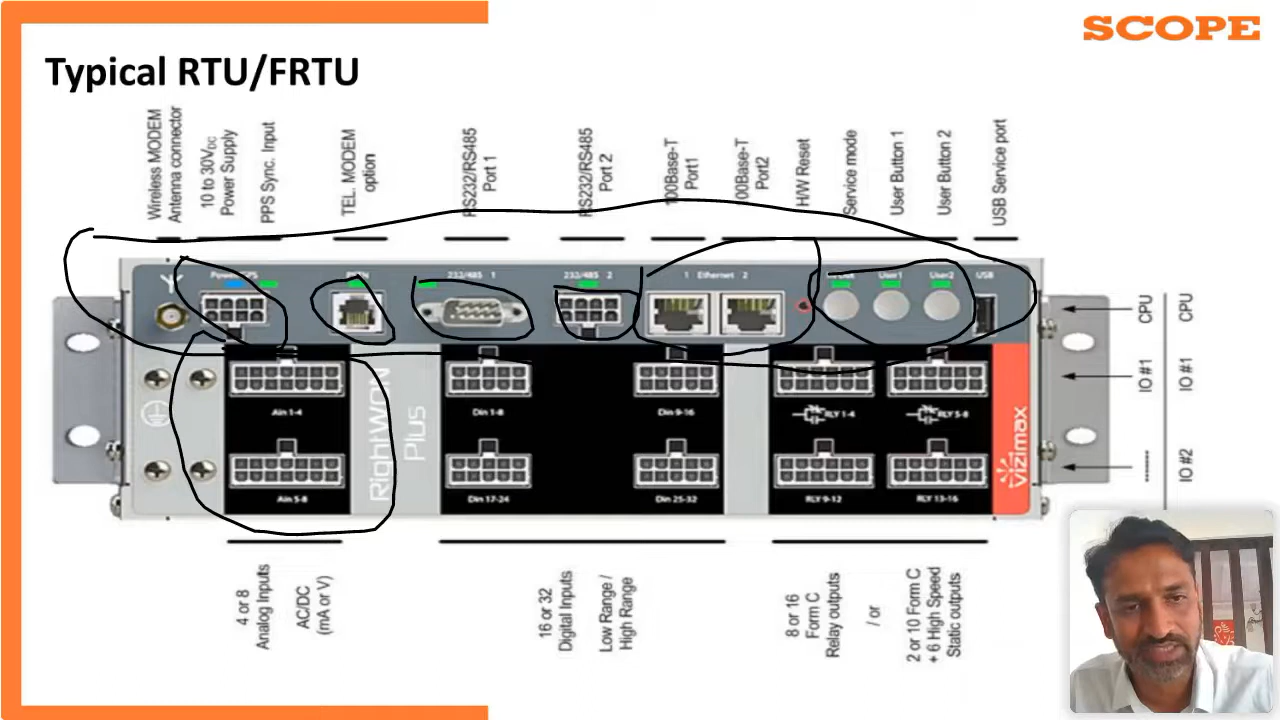 SCOPE
Typical RTU/FRTU
Wireless MODEM
Antenna connector
10 to 30VDC
Power Supply
PPS Sync. Input
TEL. MODEM
option
RS232/RS485
Port 1
RS232/RS485
Port 2
100Base-T
Port1
00Base-T
Port2
H/W Reset
Service mode
User Button 1
User Button 2
USB Service port
232/485 1
232/485 2
1 Ethernet 2
User1
User2
USB
CPU
CPU
IO #1
IO #1
IO #2
Ain 1-4
Din 1-8
Din 9-16
RLY 1-4
RLY 5-8
RightWON
Plus
vizimax
Ain 5-8
Din 17-24
Din 25-32
RLY 9-12
RLY 13-16
4 or 8
Analog Inputs
AC/DC
(mA or V)
16 or 32
Digital Inputs
Low Range /
High Range
8 or 16
Form C
Relay outputs
/ or
2 or 10 Form C
+ 6 High Speed
Static outputs